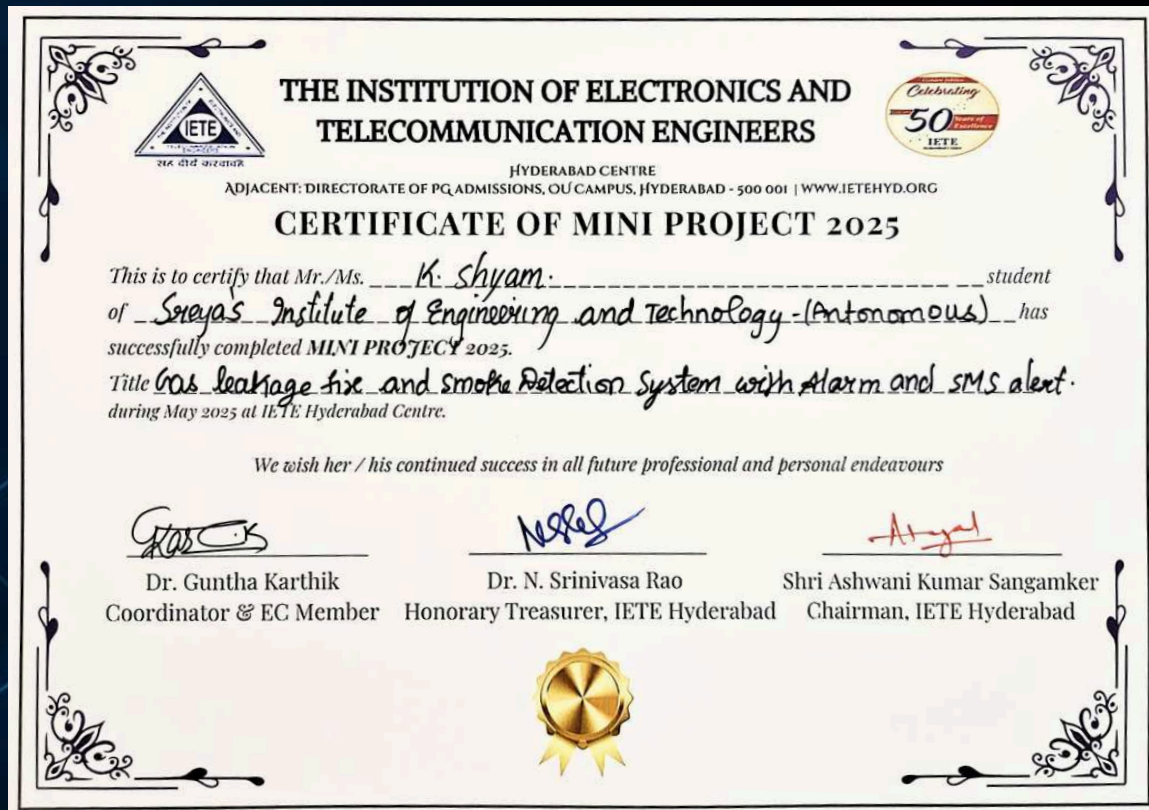 THE INSTITUTION OF ELECTRONICS AND
TELECOMMUNICATION ENGINEERS
IETE
Celebrating
50 Years of Excellence
IETE
HYDERABAD CENTRE
ADJACENT: DIRECTORATE OF PG ADMISSIONS, OU CAMPUS, HYDERABAD - 500 001 | WWW.IETEHYD.ORG
CERTIFICATE OF MINI PROJECT 2025
This is to certify that Mr./Ms. K. Shyam. student
of Sreya's Institute of Engineering and Technology -(Antonomous) has
successfully completed MINI PROJECT 2025.
Title Gas leakage fire and smoke Detection System with Alarm and SMS alert.
during May 2025 at IETE Hyderabad Centre.
We wish her / his continued success in all future professional and personal endeavours
Dr. Guntha Karthik
Coordinator & EC Member
Dr. N. Srinivasa Rao
Honorary Treasurer, IETE Hyderabad
Shri Ashwani Kumar Sangamker
Chairman, IETE Hyderabad